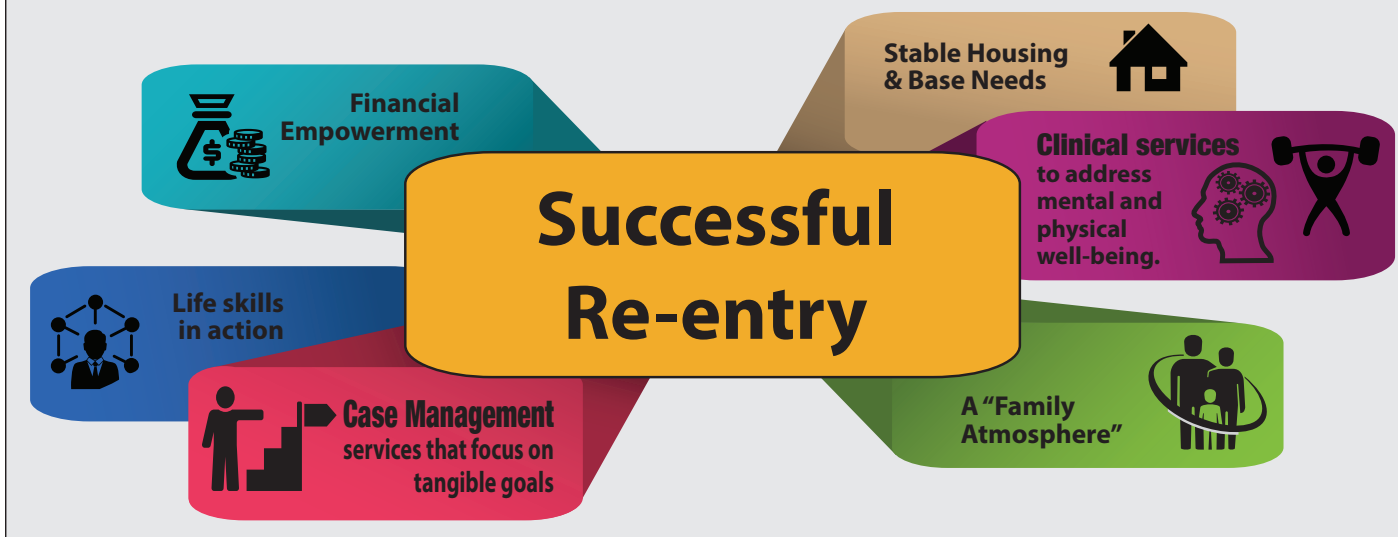 Financial
Empowerment
Life skills
in action
Case Management
services that focus on
tangible goals
Successful
Re-entry
Stable Housing
& Base Needs
Clinical services
to address
mental and
physical
well-being.
A “Family
Atmosphere”
$